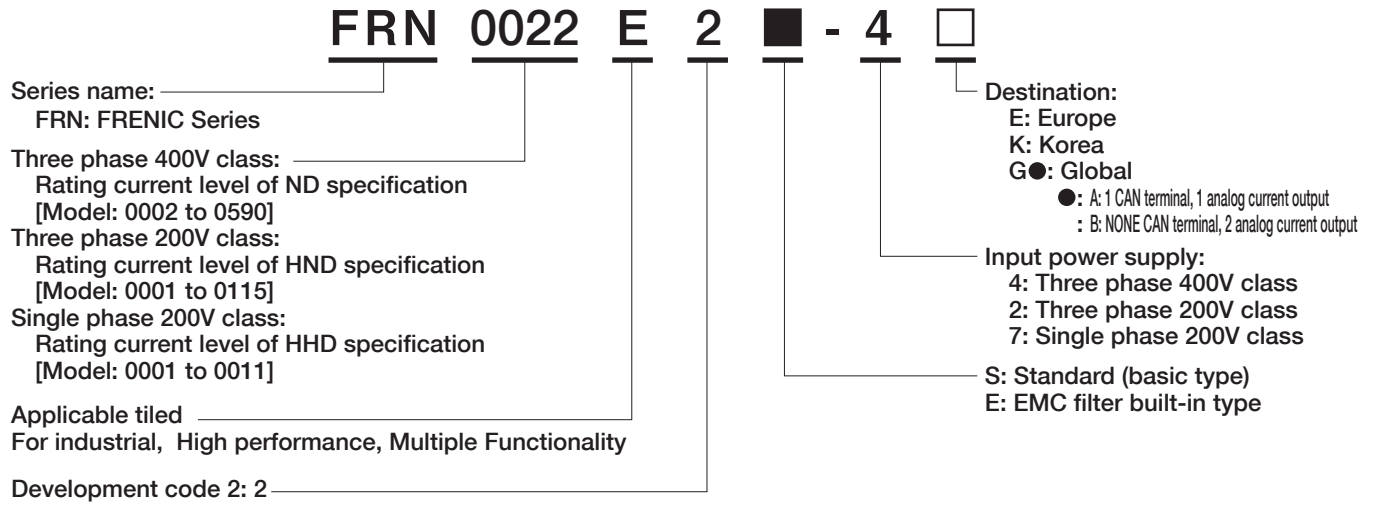 FRN 0022 E 2 ■ - 4 □
Series name:
FRN: FRENIC Series
Three phase 400V class:
Rating current level of ND specification
[Model: 0002 to 0590]
Three phase 200V class:
Rating current level of HND specification
[Model: 0001 to 0115]
Single phase 200V class:
Rating current level of HHD specification
[Model: 0001 to 0011]
Applicable tiled
For industrial, High performance, Multiple Functionality
Development code 2: 2
Destination:
E: Europe
K: Korea
G●: Global
●: A: 1 CAN terminal, 1 analog current output
: B: NONE CAN terminal, 2 analog current output
Input power supply:
4: Three phase 400V class
2: Three phase 200V class
7: Single phase 200V class
S: Standard (basic type)
E: EMC filter built-in type